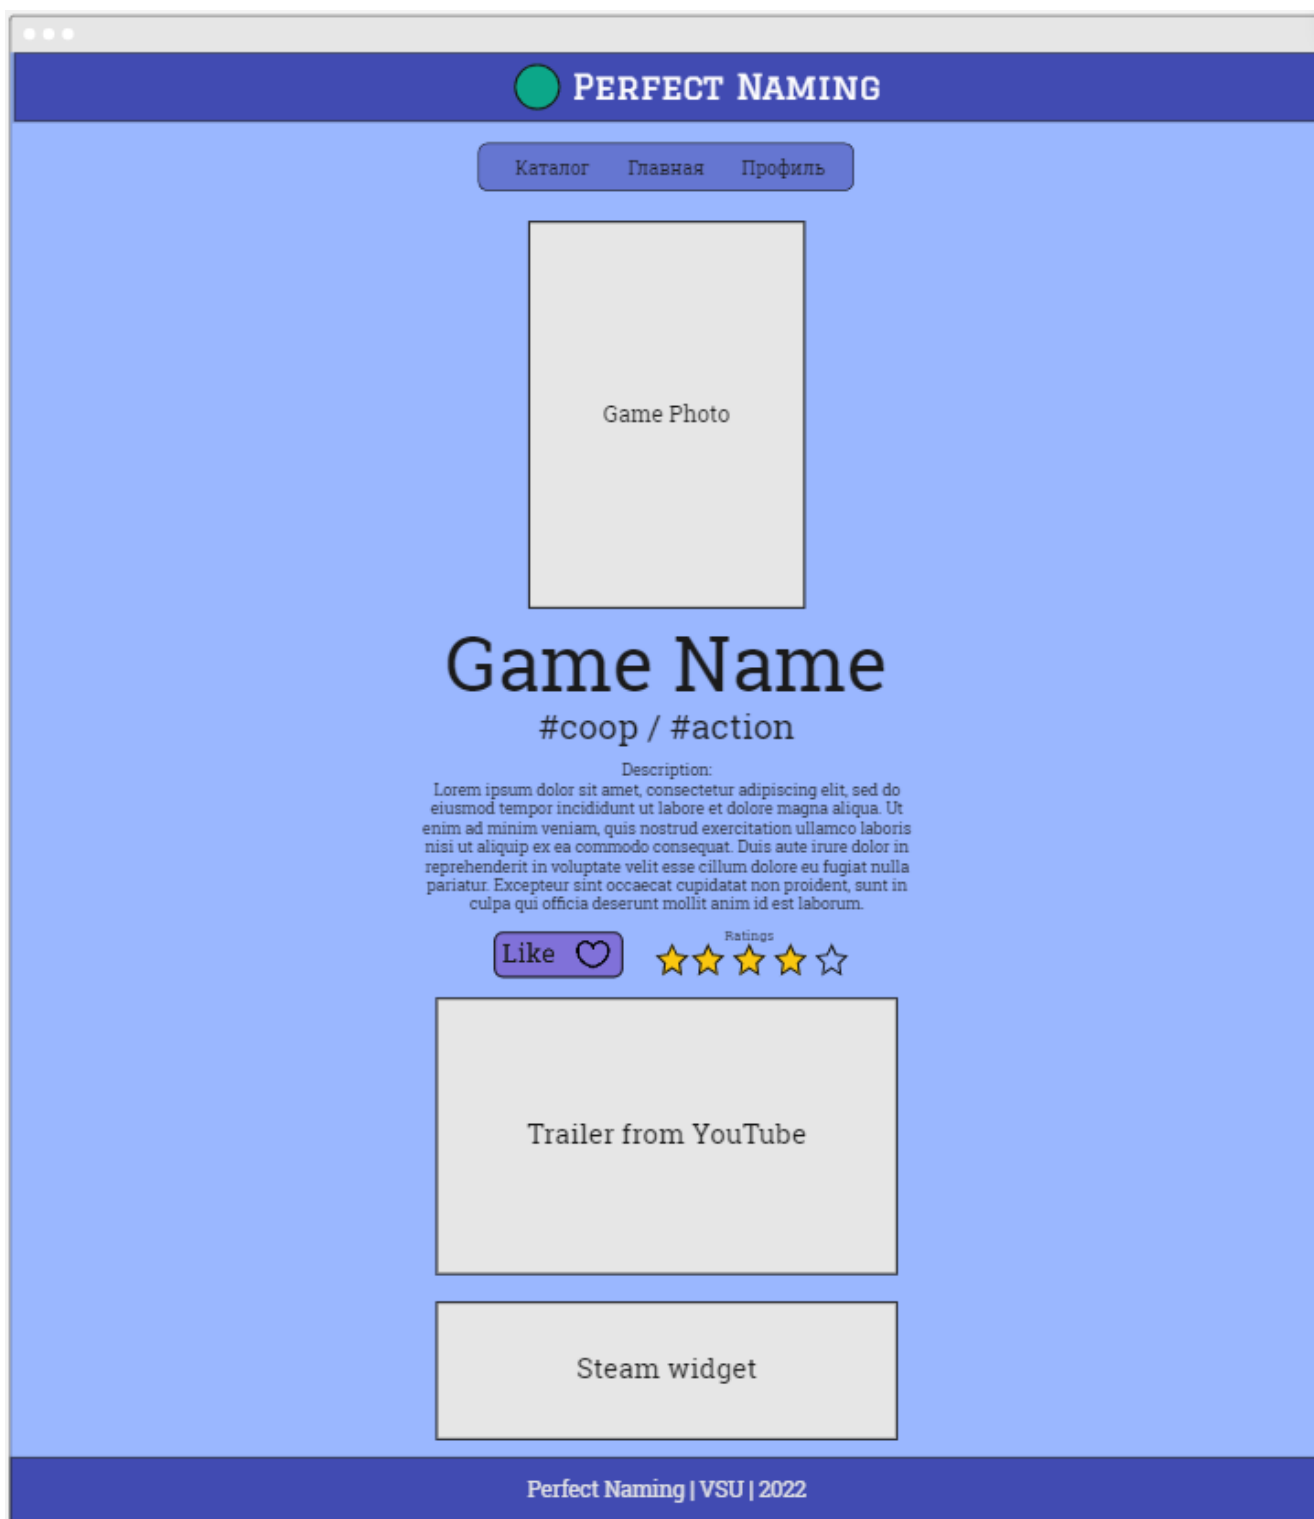 PERFECT NAMING
Каталог Главная Профиль
Game Photo
Game Name
#coop / #action
Description:
Lorem ipsum dolor sit amet, consectetur adipiscing elit, sed do
eiusmod tempor incididunt ut labore et dolore magna aliqua. Ut
enim ad minim veniam, quis nostrud exercitation ullamco laboris
nisi ut aliquip ex ea commodo consequat. Duis aute irure dolor in
reprehenderit in voluptate velit esse cillum dolore eu fugiat nulla
pariatur. Excepteur sint occaecat cupidatat non proident, sunt in
culpa qui officia deserunt mollit anim id est laborum.
Like
Ratings
Trailer from YouTube
Steam widget
Perfect Naming | VSU | 2022